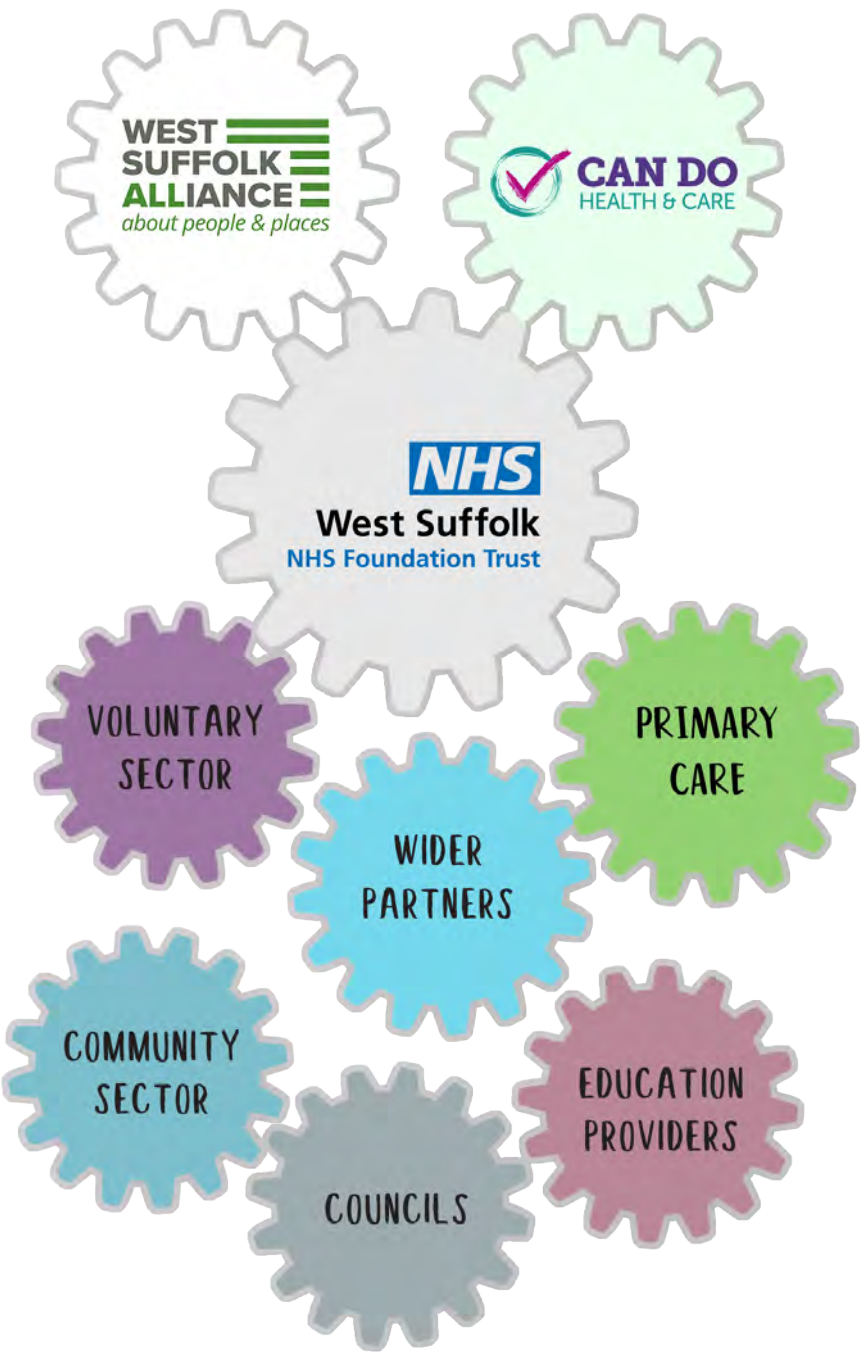 WEST
SUFFOLK
ALLIANCE
about people & places
CAN DO
HEALTH & CARE
NHS
West Suffolk
NHS Foundation Trust
VOLUNTARY
SECTOR
PRIMARY
CARE
WIDER
PARTNERS
COMMUNITY
SECTOR
EDUCATION
PROVIDERS
COUNCILS